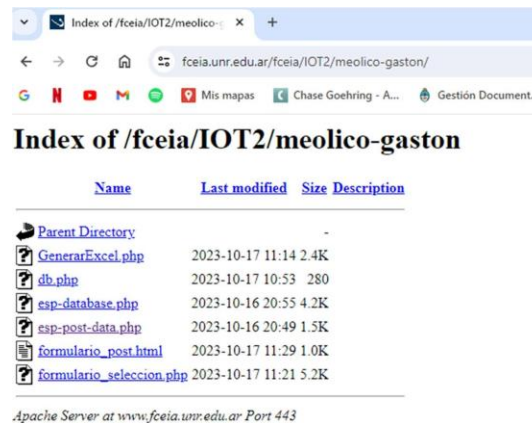 Index of /fceia/IOT2/meolico-g
fceia.unr.edu.ar/fceia/IOT2/meolico-gaston/
G N M Mis mapas Chase Goehring - A... Gestión Document
Index of /fceia/IOT2/meolico-gaston
Name Last modified Size Description
Parent Directory -
GenerarExcel.php 2023-10-17 11:14 2.4K
db.php 2023-10-17 10:53 280
esp-database.php 2023-10-16 20:55 4.2K
esp-post-data.php 2023-10-16 20:49 1.5K
formulario_post.html 2023-10-17 11:29 1.0K
formulario_seleccion.php 2023-10-17 11:21 5.2K
Apache Server at www.fceia.unr.edu.ar Port 443